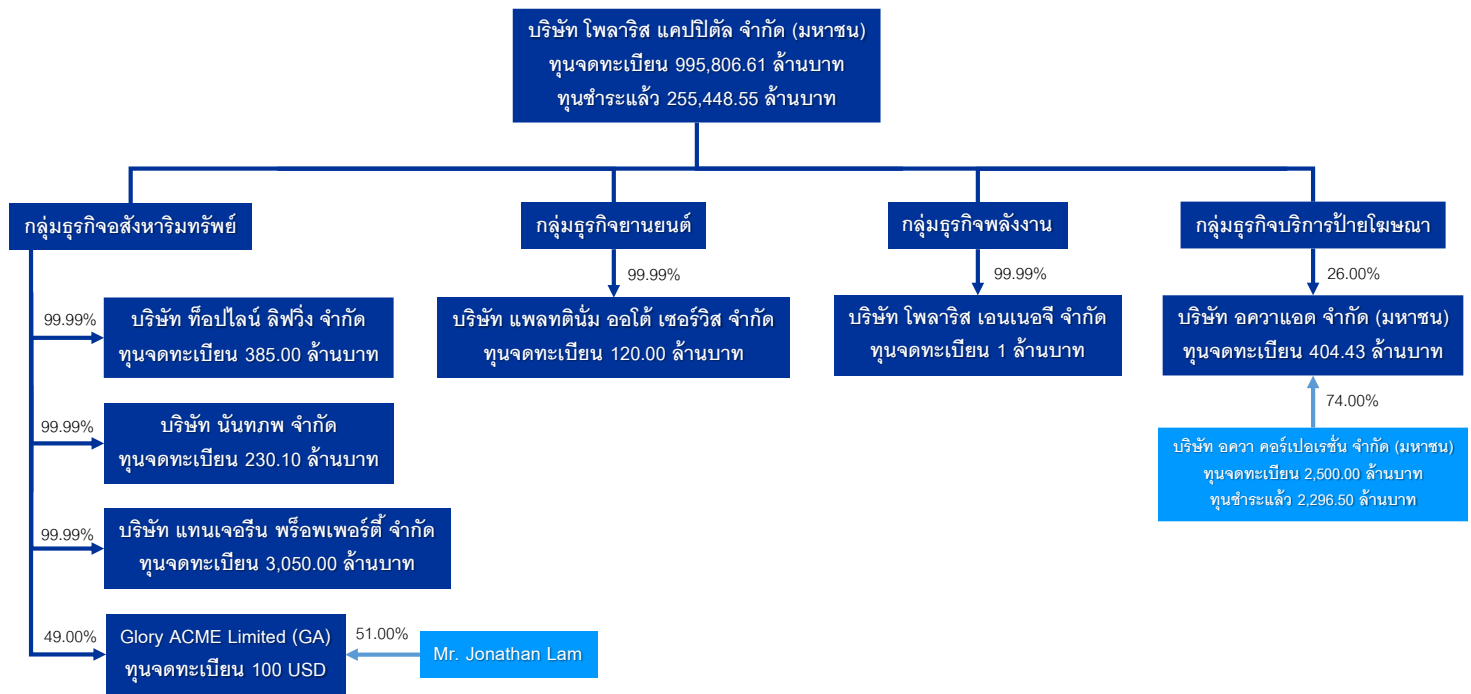 บริษัท โพลาริส แคปปิตัล จำกัด (มหาชน)
ทุนจดทะเบียน 995,806.61 ล้านบาท
ทุนชำระแล้ว 255,448.55 ล้านบาท
กลุ่มธุรกิจอสังหาริมทรัพย์
กลุ่มธุรกิจยานยนต์
กลุ่มธุรกิจพลังงาน
กลุ่มธุรกิจบริการป้ายโฆษณา
99.99%
บริษัท ท็อปไลน์ ลิฟวิ่ง จำกัด
ทุนจดทะเบียน 385.00 ล้านบาท
99.99%
บริษัท แพลทตินั่ม ออโต้ เซอร์วิส จำกัด
ทุนจดทะเบียน 120.00 ล้านบาท
99.99%
บริษัท โพลาริส เอนเนอจี จำกัด
ทุนจดทะเบียน 1 ล้านบาท
26.00%
บริษัท อควาแอด จำกัด (มหาชน)
ทุนจดทะเบียน 404.43 ล้านบาท
74.00%
บริษัท อควา คอร์เปอเรชั่น จำกัด (มหาชน)
ทุนจดทะเบียน 2,500.00 ล้านบาท
ทุนชำระแล้ว 2,296.50 ล้านบาท
99.99%
บริษัท นันทภพ จำกัด
ทุนจดทะเบียน 230.10 ล้านบาท
99.99%
บริษัท แทนเจอรีน พร็อพเพอร์ตี้ จำกัด
ทุนจดทะเบียน 3,050.00 ล้านบาท
49.00%
Glory ACME Limited (GA)
ทุนจดทะเบียน 100 USD
51.00%
Mr. Jonathan Lam